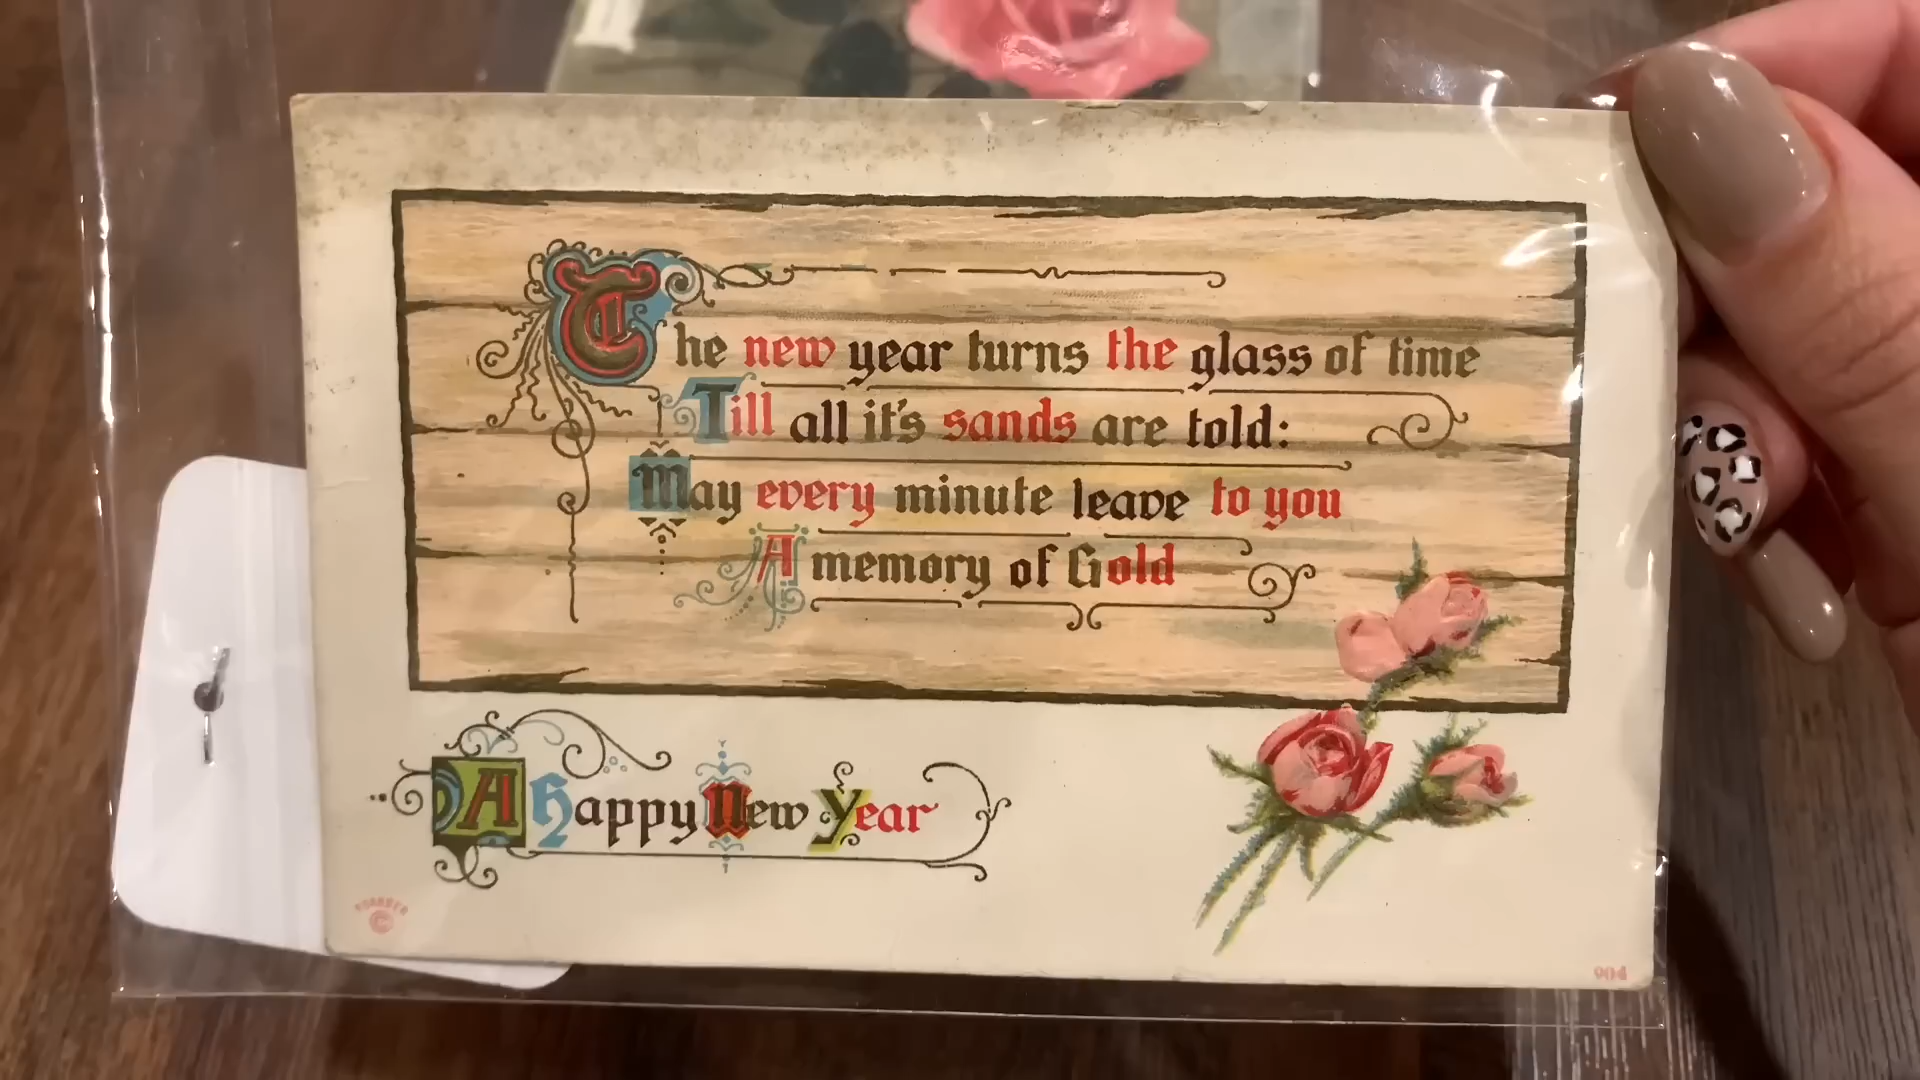 The new year turns the glass of time
Till all it's sands are told:
May every minute leave to you
A memory of Gold
A Happy New Year
©
904